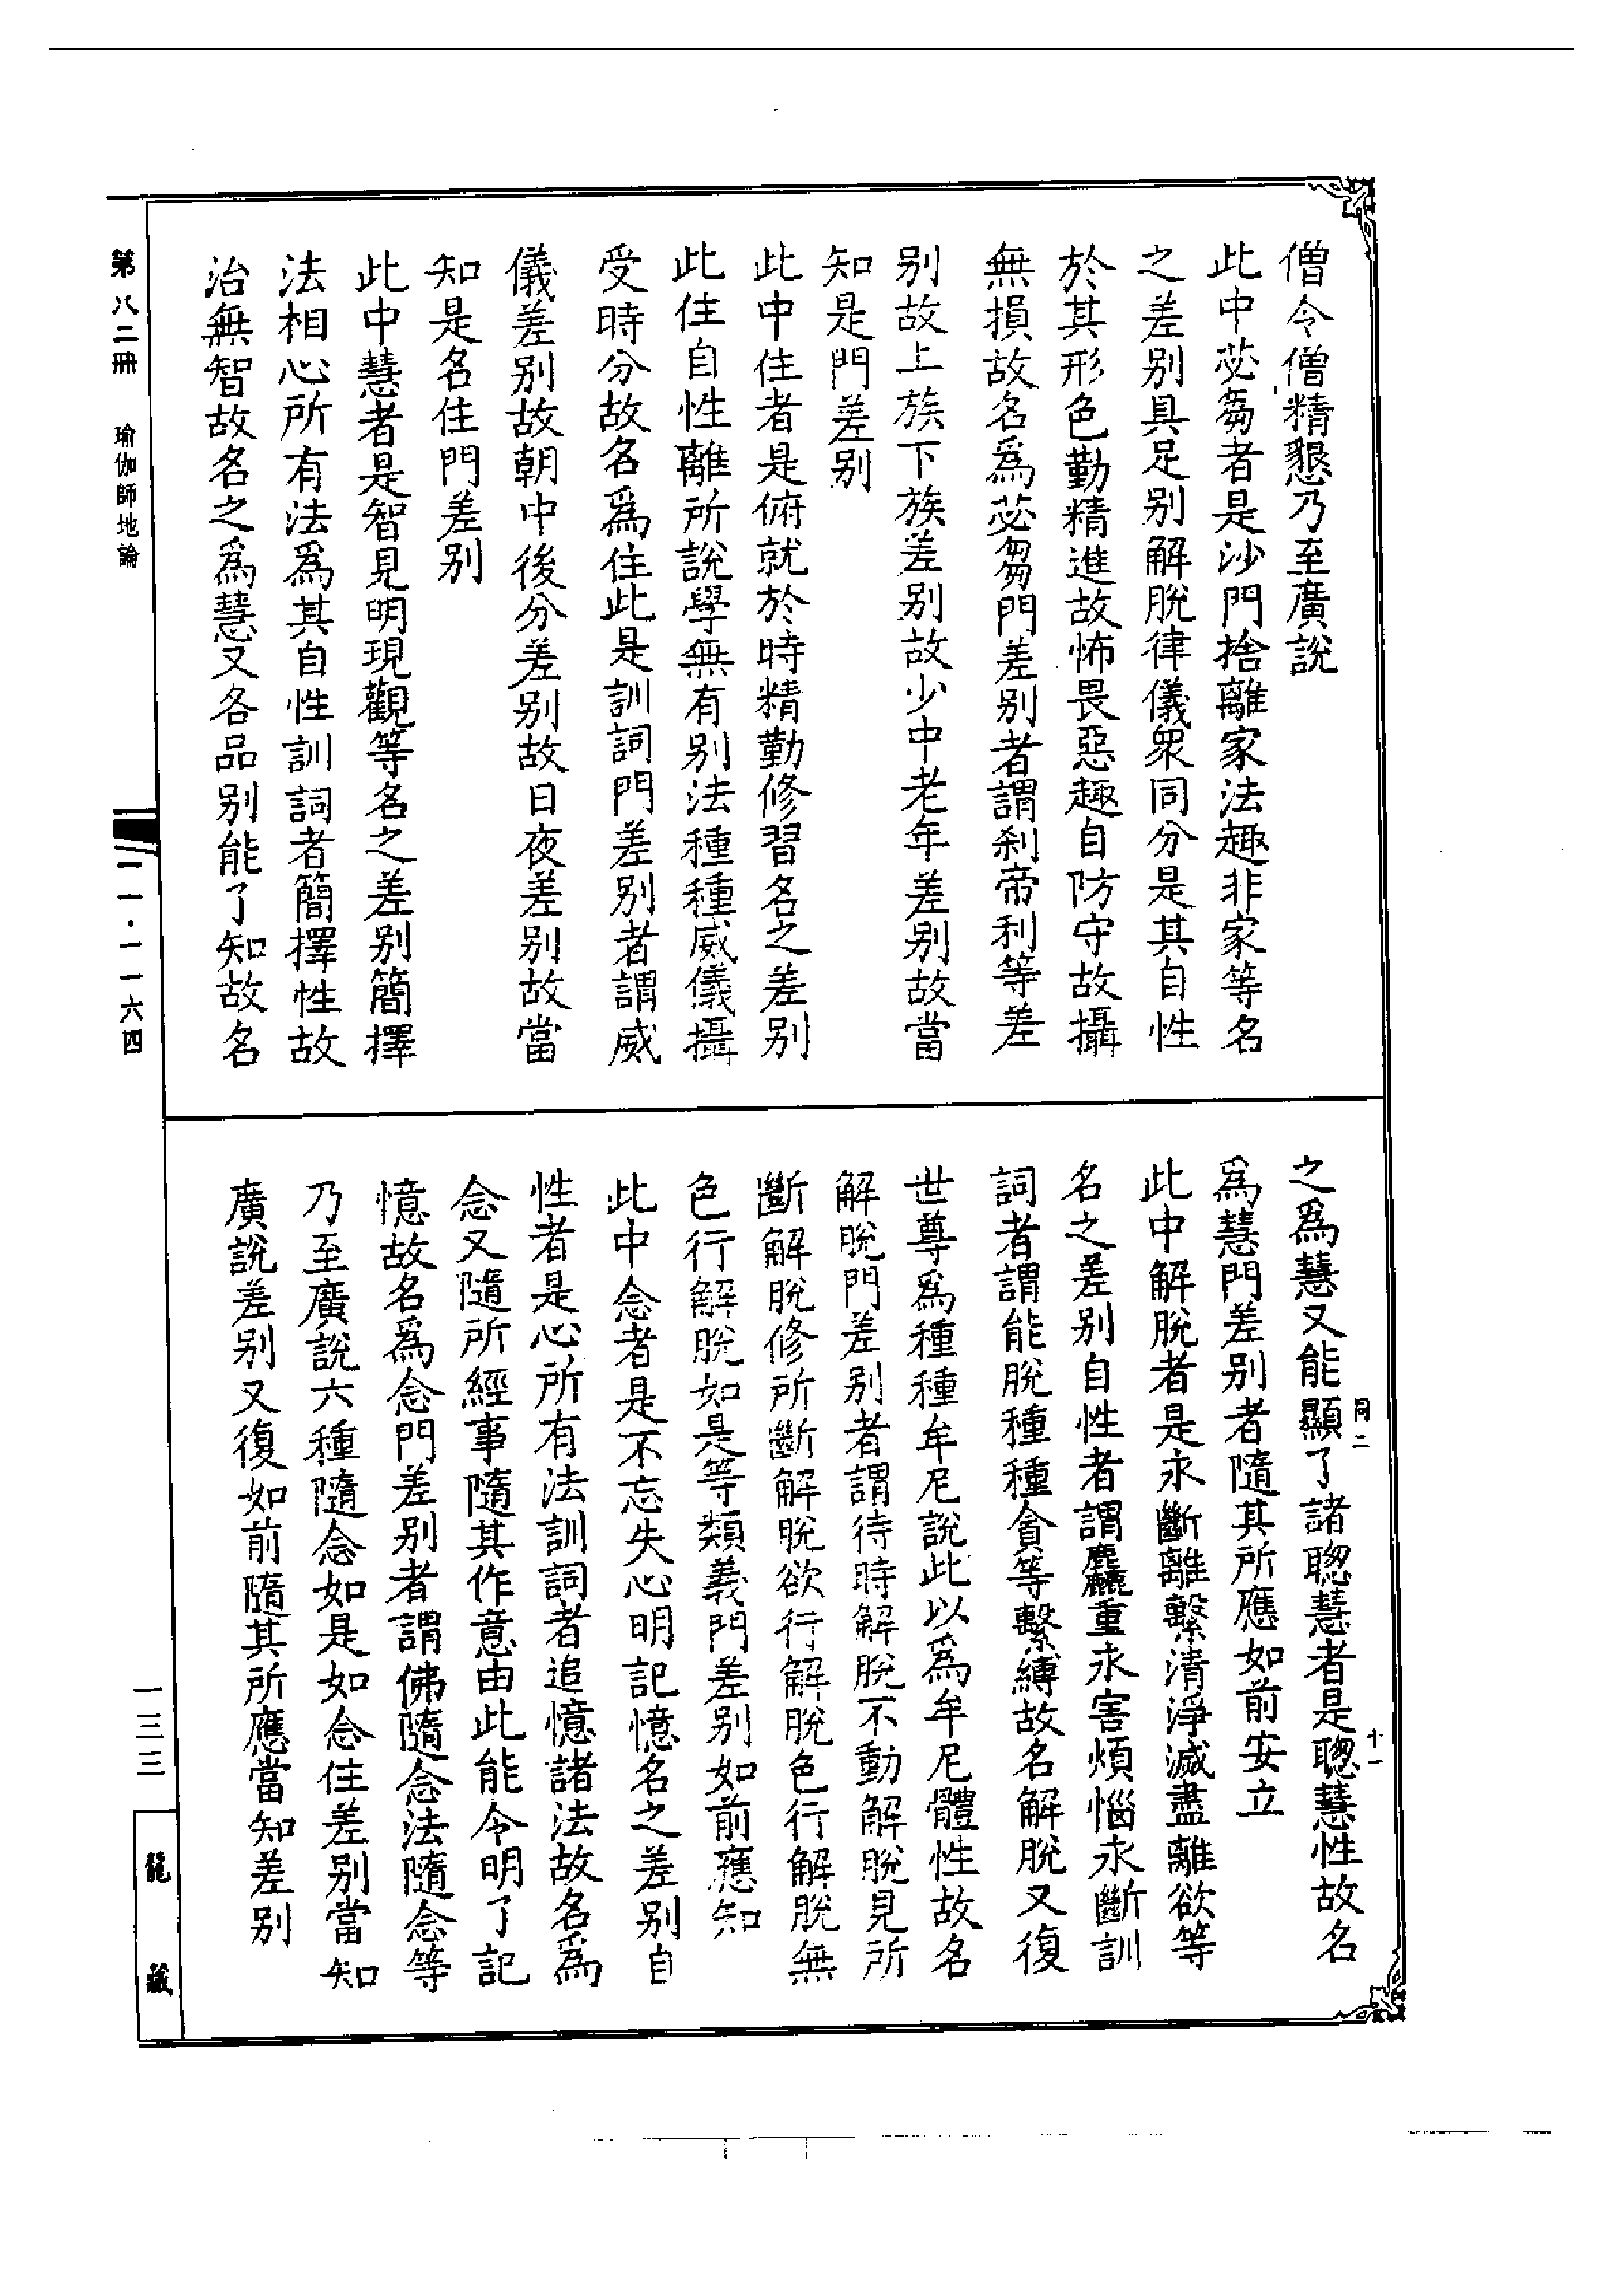 僧令僧精懇乃至廣說
此中苾芻者是沙門捨離家法趣非家等名
之差別具足別解脫律儀眾同分是其自性
於其形色勤精進故怖畏惡趣自防守故攝
無損故名為苾芻門差別者謂剎帝利等差
別故上族下族差別故少中老年差別故當
知是門差別
此中住者是俯就於時精勤修習名之差別
此住自性離所說學無有別法種種威儀攝
受時分故名為住此是訓詞門差別者謂威
儀差別故朝中後分差別故日夜差別故當
知是名住門差別
此中慧者是智見明現觀等名之差別簡擇
法相心所有法為其自性訓詞者簡擇性故
治無智故名之為慧又各品別能了知故名
第八二冊　瑜伽師地論　一一·一一六四
之為慧又能顯了諸聰慧者是聰慧性故名
同二　十一
為慧門差別者隨其所應如前安立
此中解脫者是永斷離繫清淨滅盡離欲等
名之差別自性者謂麤重永害煩惱永斷訓
詞者謂能脫種種貪等繫縛故名解脫又復
世尊為種種牟尼說此以為牟尼體性故名
解脫門差別者謂待時解脫不動解脫見所
斷解脫修所斷解脫欲行解脫色行解脫無
色行解脫如是等類義門差別如前應知
此中念者是不忘失心明記憶名之差別自
性者是心所有法訓詞者追憶諸法故名為
念又隨所經事隨其作意由此能令明了記
憶故名為念門差別者謂佛隨念法隨念等
乃至廣說六種隨念如是如念住差別當知
廣說差別又復如前隨其所應當知差別
一三三　龍藏